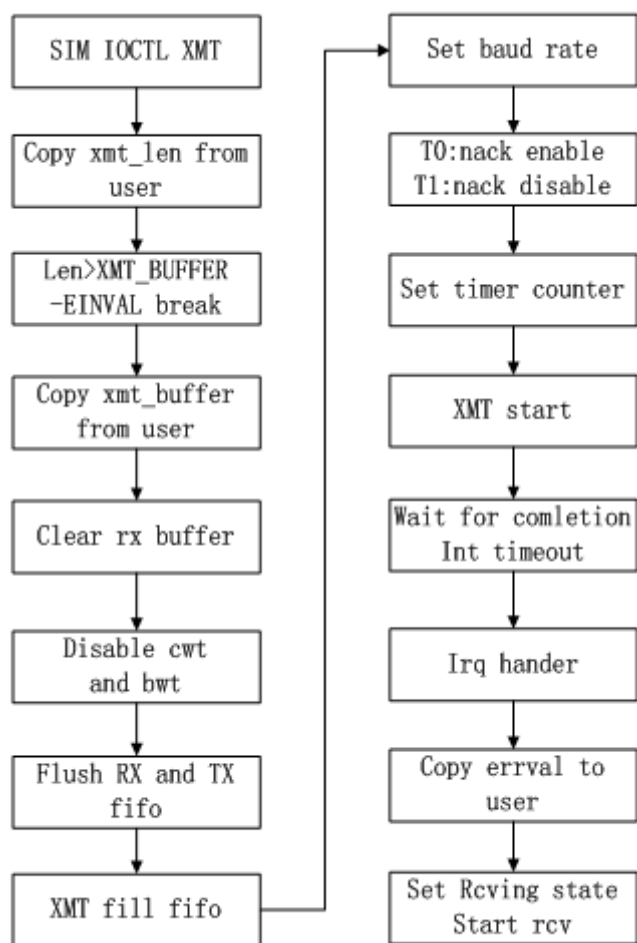 SIM IOCTL XMT
Copy xmt_len from
user
Len>XMT_BUFFER
-EINVAL break
Copy xmt_buffer
from user
Clear rx buffer
Disable cwt
and bwt
Flush RX and TX
fifo
XMT fill fifo
Set baud rate
T0:nack enable
T1:nack disable
Set timer counter
XMT start
Wait for comletion
Int timeout
Irq hander
Copy errval to
user
Set Rcving state
Start rcv